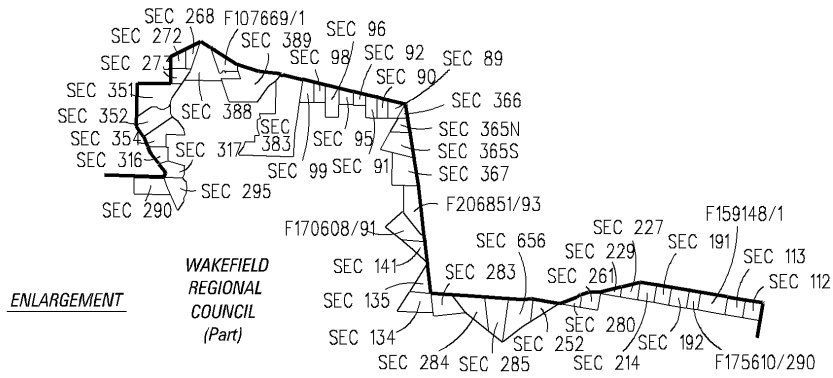 SEC 268
SEC 272
SEC 273
F107669/1
SEC 389
SEC 96
SEC 98
SEC 92
SEC 90
SEC 89
SEC 351
SEC 352
SEC 354
SEC 316
SEC 388
SEC 317
SEC
383
SEC 99
SEC 95
SEC 91
SEC 366
SEC 365N
SEC 365S
SEC 367
SEC 290
SEC 295
F206851/93
F170608/91
SEC 656
SEC 227
SEC 229
SEC 191
F159148/1
SEC 113
SEC 112
SEC 141
SEC 283
SEC 261
SEC 135
SEC 134
SEC 284
SEC 285
SEC 252
SEC 280
SEC 214
SEC 192
F175610/290
WAKEFIELD
REGIONAL
COUNCIL
(Part)
ENLARGEMENT